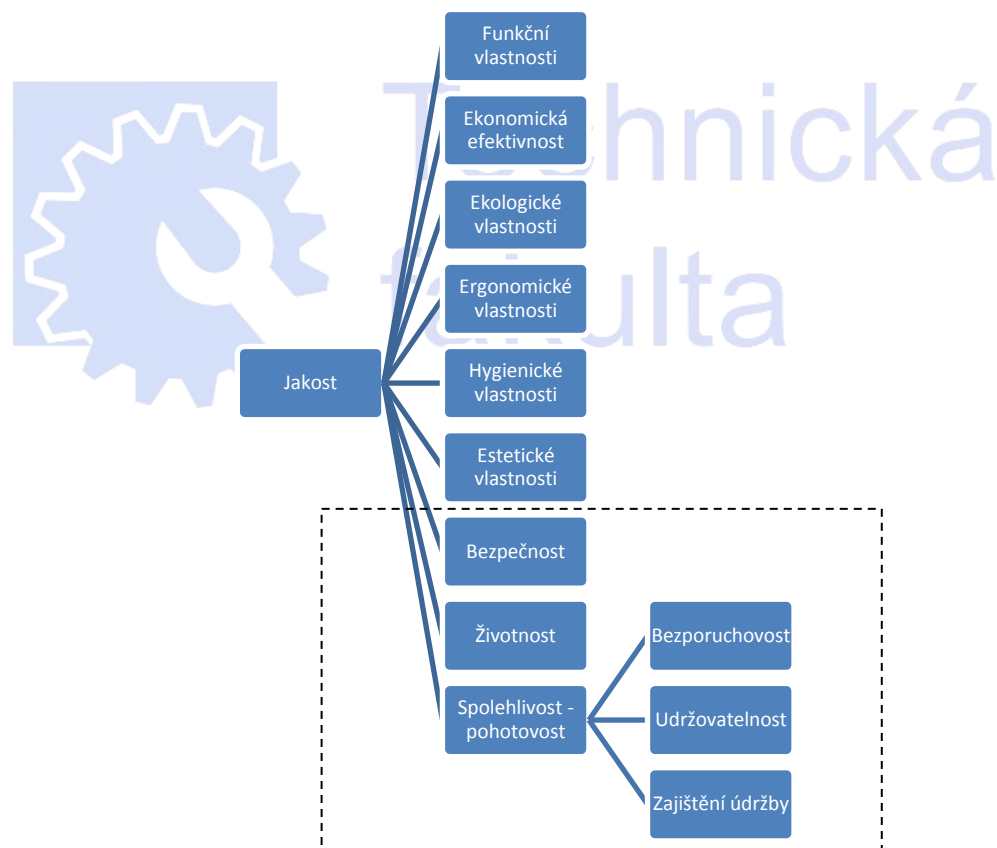 Technická
fakulta
Jakost
Funkční
vlastnosti
Ekonomická
efektivnost
Ekologické
vlastnosti
Ergonomické
vlastnosti
Hygienické
vlastnosti
Estetické
vlastnosti
Bezpečnost
Životnost
Spolehlivost -
pohotovost
Bezporuchovost
Udržovatelnost
Zajištění údržby